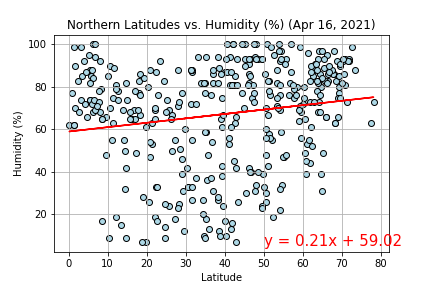 Northern Latitudes vs. Humidity (%) (Apr 16, 2021)
100
80
60
40
20
Humidity (%)
y = 0.21x + 59.02
0 10 20 30 40 50 60 70 80
Latitude